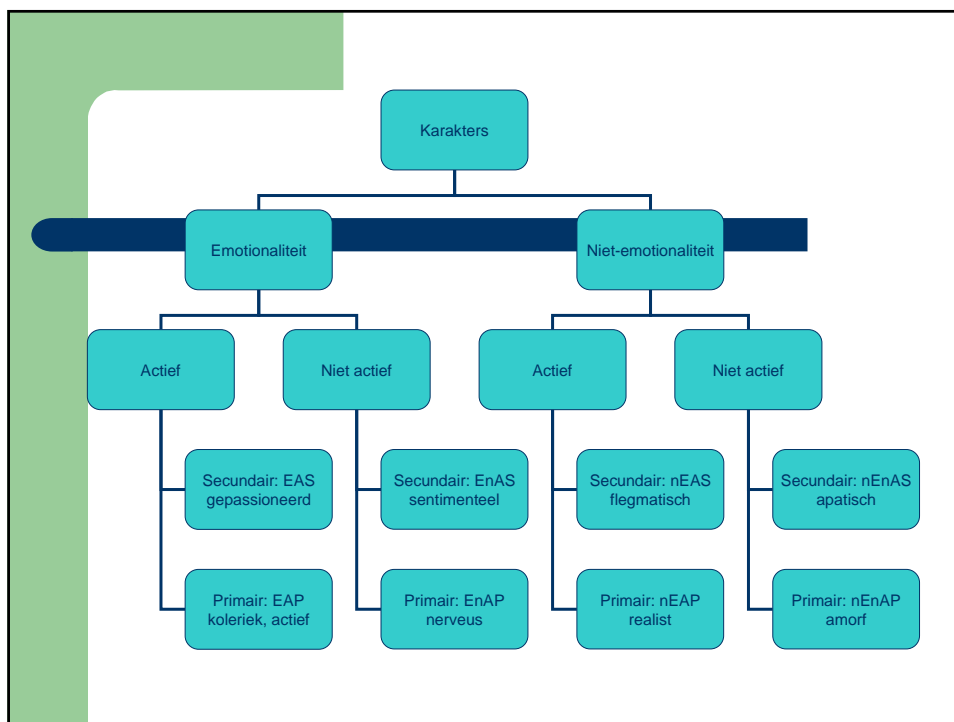 Karakters
Emotionaliteit
Niet-emotionaliteit
Actief
Niet actief
Actief
Niet actief
Secundair: EAS
gepassioneerd
Secundair: EnAS
sentimenteel
Secundair: nEAS
flegmatisch
Secundair: nEnAS
apatisch
Primair: EAP
koleriek, actief
Primair: EnAP
nerveus
Primair: nEAP
realist
Primair: nEnAP
amorf